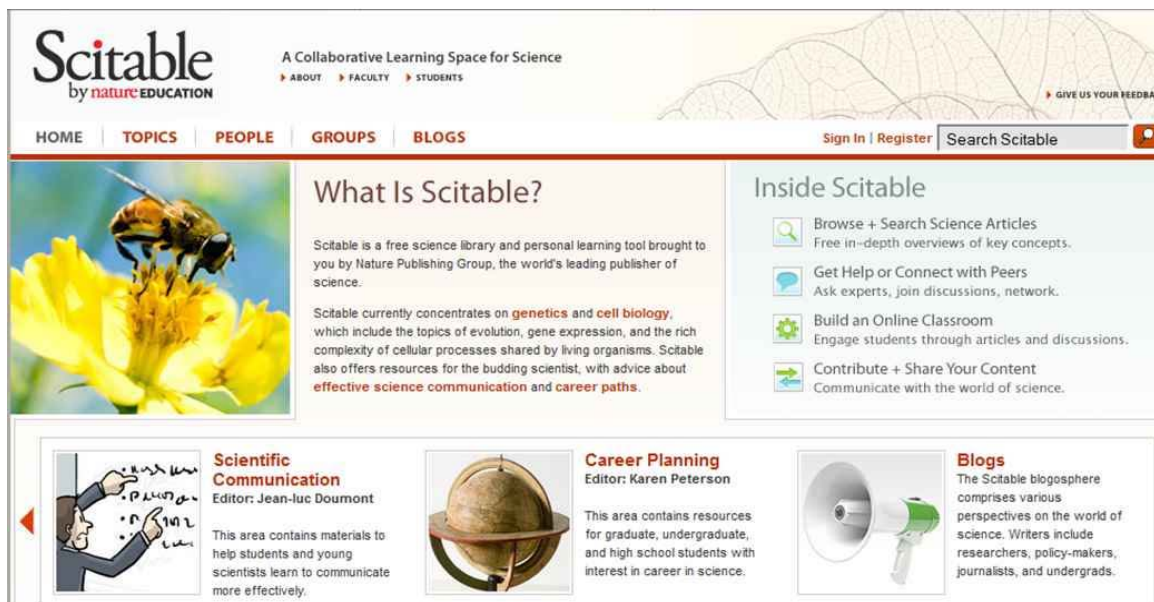 Scitable
by nature EDUCATION
A Collaborative Learning Space for Science
ABOUT FACULTY STUDENTS
GIVE US YOUR FEEDBA
HOME TOPICS PEOPLE GROUPS BLOGS
Sign In | Register Search Scitable
What Is Scitable?
Scitable is a free science library and personal learning tool brought to
you by Nature Publishing Group, the world's leading publisher of
science.
Scitable currently concentrates on genetics and cell biology,
which include the topics of evolution, gene expression, and the rich
complexity of cellular processes shared by living organisms. Scitable
also offers resources for the budding scientist, with advice about
effective science communication and career paths.
Inside Scitable
Browse + Search Science Articles
Free in-depth overviews of key concepts.
Get Help or Connect with Peers
Ask experts, join discussions, network.
Build an Online Classroom
Engage students through articles and discussions.
Contribute + Share Your Content
Communicate with the world of science.
Scientific
Communication
Editor: Jean-luc Doumont
This area contains materials to
help students and young
scientists learn to communicate
more effectively.
Career Planning
Editor: Karen Peterson
This area contains resources
for graduate, undergraduate,
and high school students with
interest in career in science.
Blogs
The Scitable blogosphere
comprises various
perspectives on the world of
science. Writers include
researchers, policy-makers,
journalists, and undergrads.